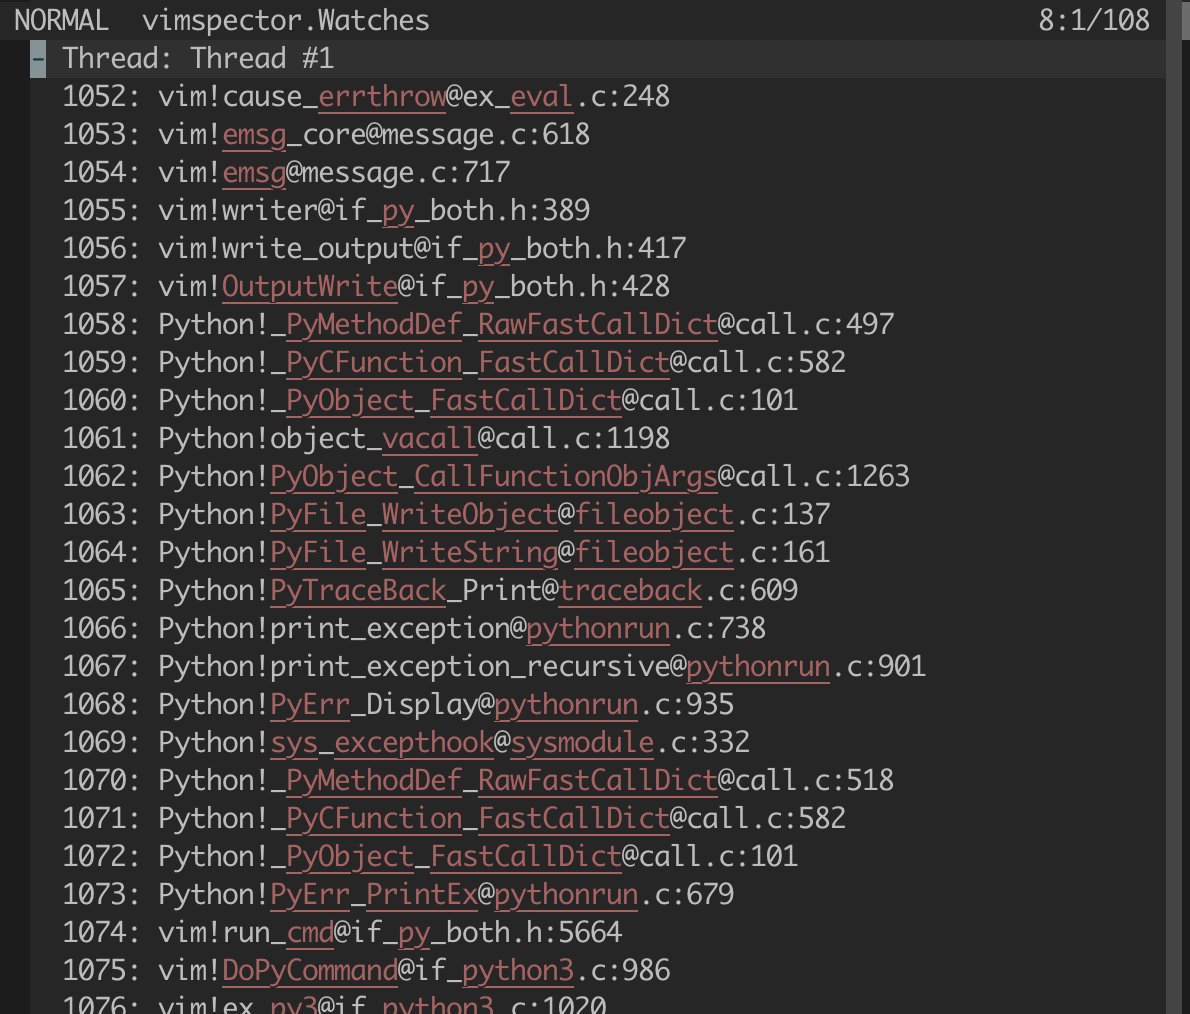 NORMAL vimspector.Watches 8:1/108
- Thread: Thread #1
1052: vim!cause_errthrow@ex_eval.c:248
1053: vim!emsg_core@message.c:618
1054: vim!emsg@message.c:717
1055: vim!writer@if_py_both.h:389
1056: vim!write_output@if_py_both.h:417
1057: vim!OutputWrite@if_py_both.h:428
1058: Python!_PyMethodDef_RawFastCallDict@call.c:497
1059: Python!_PyCFunction_FastCallDict@call.c:582
1060: Python!_PyObject_FastCallDict@call.c:101
1061: Python!object_vacall@call.c:1198
1062: Python!PyObject_CallFunctionObjArgs@call.c:1263
1063: Python!PyFile_WriteObject@fileobject.c:137
1064: Python!PyFile_WriteString@fileobject.c:161
1065: Python!PyTraceBack_Print@traceback.c:609
1066: Python!print_exception@pythonrun.c:738
1067: Python!print_exception_recursive@pythonrun.c:901
1068: Python!PyErr_Display@pythonrun.c:935
1069: Python!sys_excepthook@sysmodule.c:332
1070: Python!_PyMethodDef_RawFastCallDict@call.c:518
1071: Python!_PyCFunction_FastCallDict@call.c:582
1072: Python!_PyObject_FastCallDict@call.c:101
1073: Python!PyErr_PrintEx@pythonrun.c:679
1074: vim!run_cmd@if_py_both.h:5664
1075: vim!DoPyCommand@if_python3.c:986
1076: vim!ex_py3@if_python3.c:1020